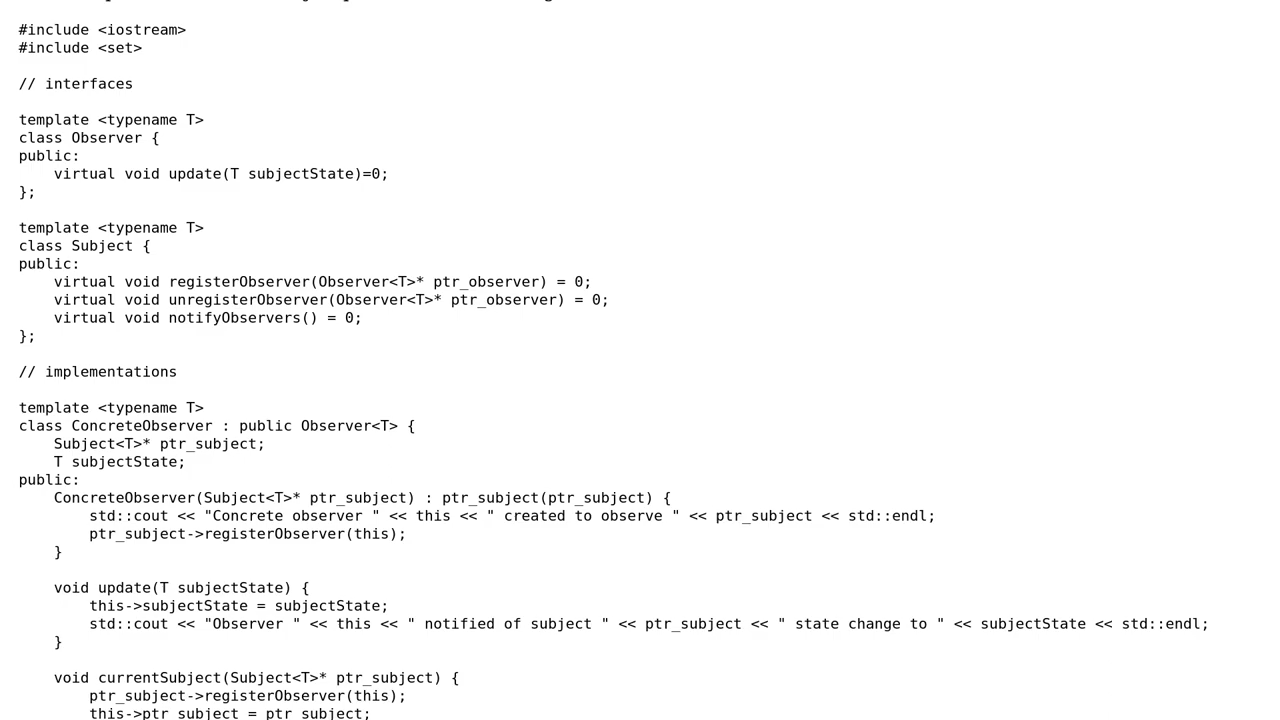 #include <iostream>
#include <set>

// interfaces

template <typename T>
class Observer {
public:
    virtual void update(T subjectState)=0;
};

template <typename T>
class Subject {
public:
    virtual void registerObserver(Observer<T>* ptr_observer) = 0;
    virtual void unregisterObserver(Observer<T>* ptr_observer) = 0;
    virtual void notifyObservers() = 0;
};

// implementations

template <typename T>
class ConcreteObserver : public Observer<T> {
    Subject<T>* ptr_subject;
    T subjectState;
public:
    ConcreteObserver(Subject<T>* ptr_subject) : ptr_subject(ptr_subject) {
        std::cout << "Concrete observer " << this << " created to observe " << ptr_subject << std::endl;
        ptr_subject->registerObserver(this);
    }

    void update(T subjectState) {
        this->subjectState = subjectState;
        std::cout << "Observer " << this << " notified of subject " << ptr_subject << " state change to " << subjectState << std::endl;
    }

    void currentSubject(Subject<T>* ptr_subject) {
        ptr_subject->registerObserver(this);
        this->ptr_subject = ptr_subject;